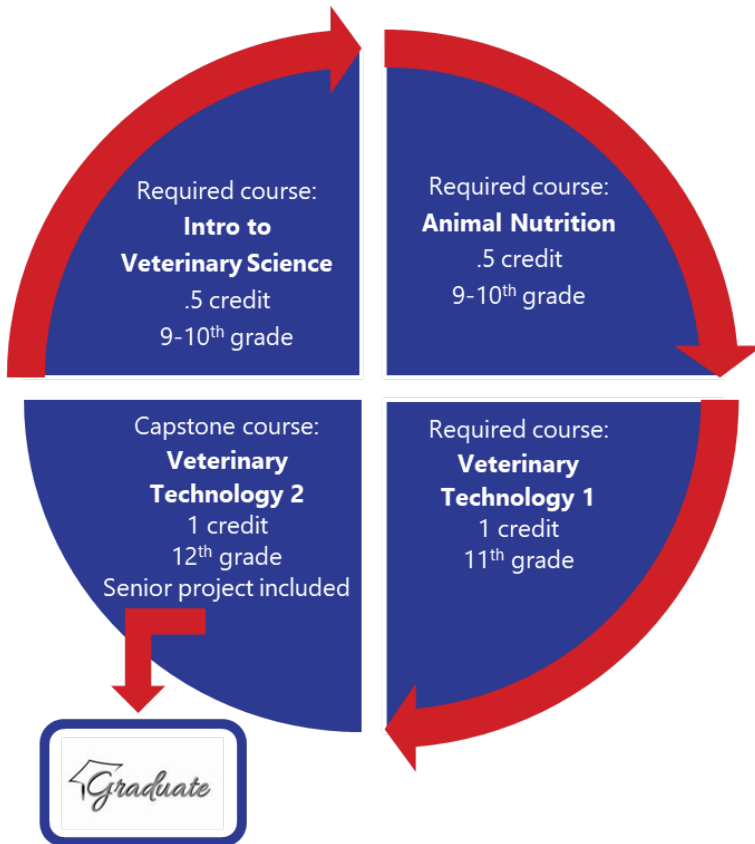 Required course:
Intro to
Veterinary Science
.5 credit
9-10th grade
Required course:
Animal Nutrition
.5 credit
9-10th grade
Required course:
Veterinary
Technology 1
1 credit
11th grade
Capstone course:
Veterinary
Technology 2
1 credit
12th grade
Senior project included
Graduate